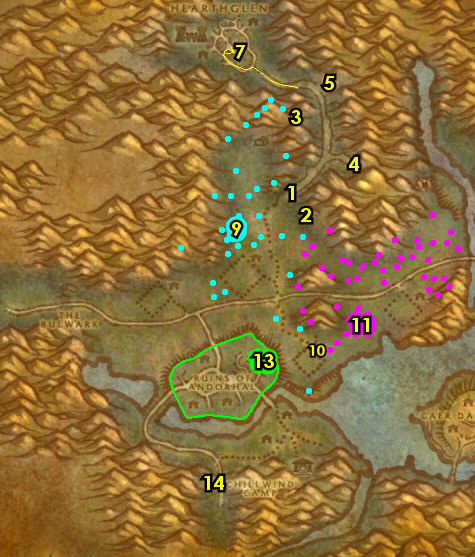 HEARTHGLEN
7
5
3
4
1
2
9
THE
BULWARK
11
10
13
RUINS OF
ANDORHAL
CAER DA
14
CHILLWIND
CAMP